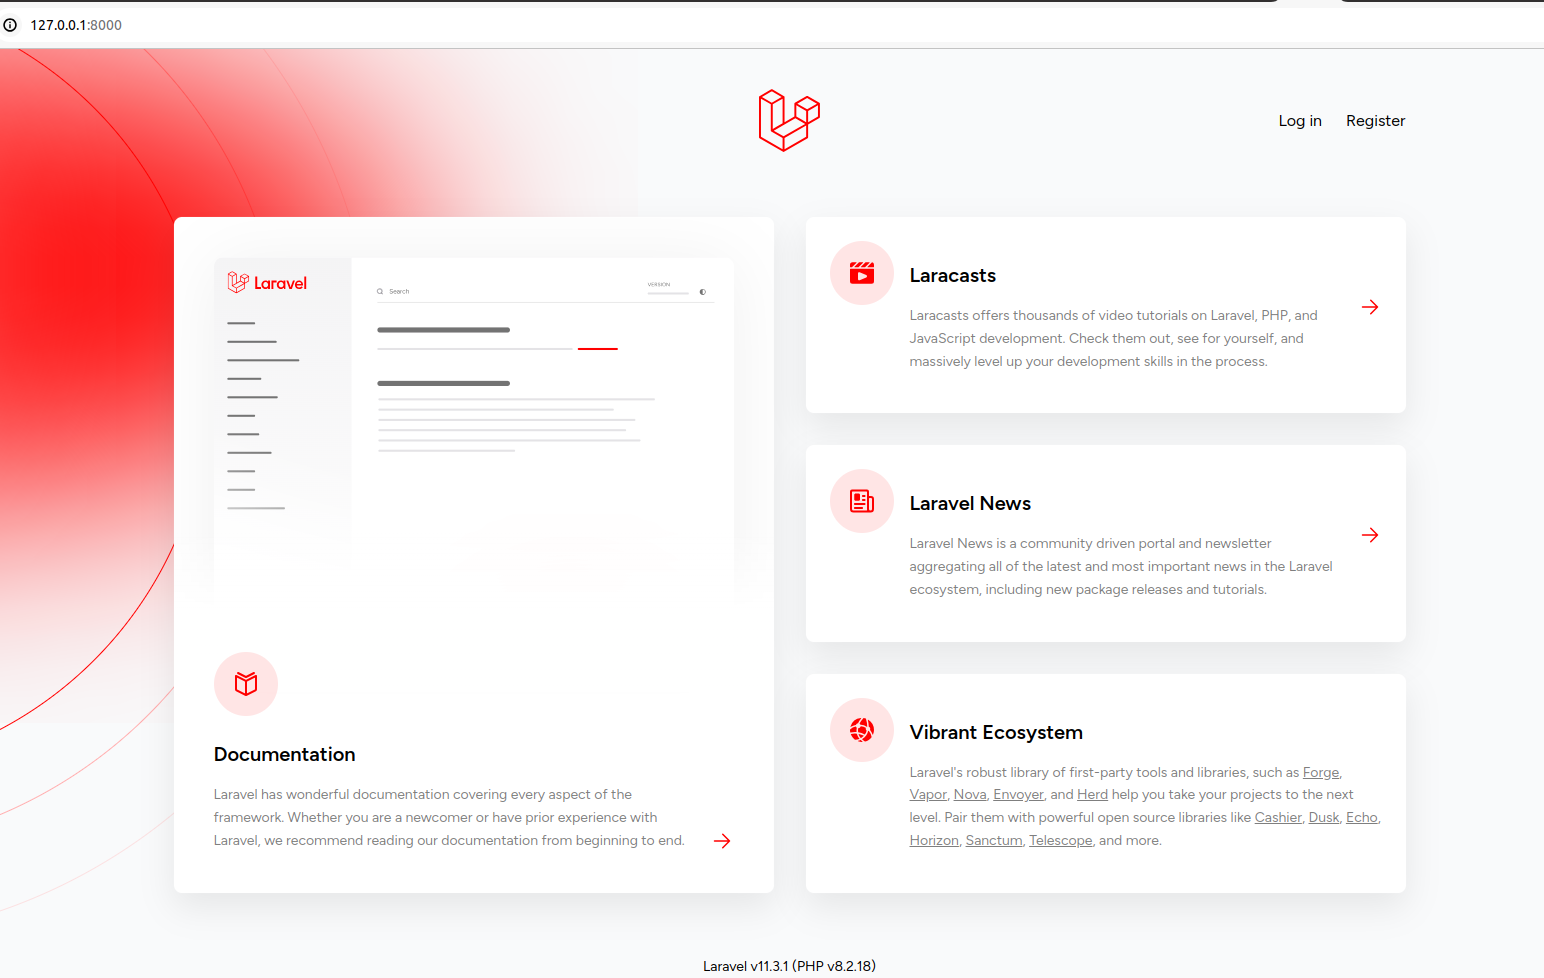 127.0.0.1:8000
Log in Register
Laravel
Search
VERSION
Documentation
Laravel has wonderful documentation covering every aspect of the
framework. Whether you are a newcomer or have prior experience with
Laravel, we recommend reading our documentation from beginning to end.
Laracasts
Laracasts offers thousands of video tutorials on Laravel, PHP, and
JavaScript development. Check them out, see for yourself, and
massively level up your development skills in the process.
Laravel News
Laravel News is a community driven portal and newsletter
aggregating all of the latest and most important news in the Laravel
ecosystem, including new package releases and tutorials.
Vibrant Ecosystem
Laravel's robust library of first-party tools and libraries, such as Forge,
Vapor, Nova, Envoyer, and Herd help you take your projects to the next
level. Pair them with powerful open source libraries like Cashier, Dusk, Echo,
Horizon, Sanctum, Telescope, and more.
Laravel v11.3.1 (PHP v8.2.18)